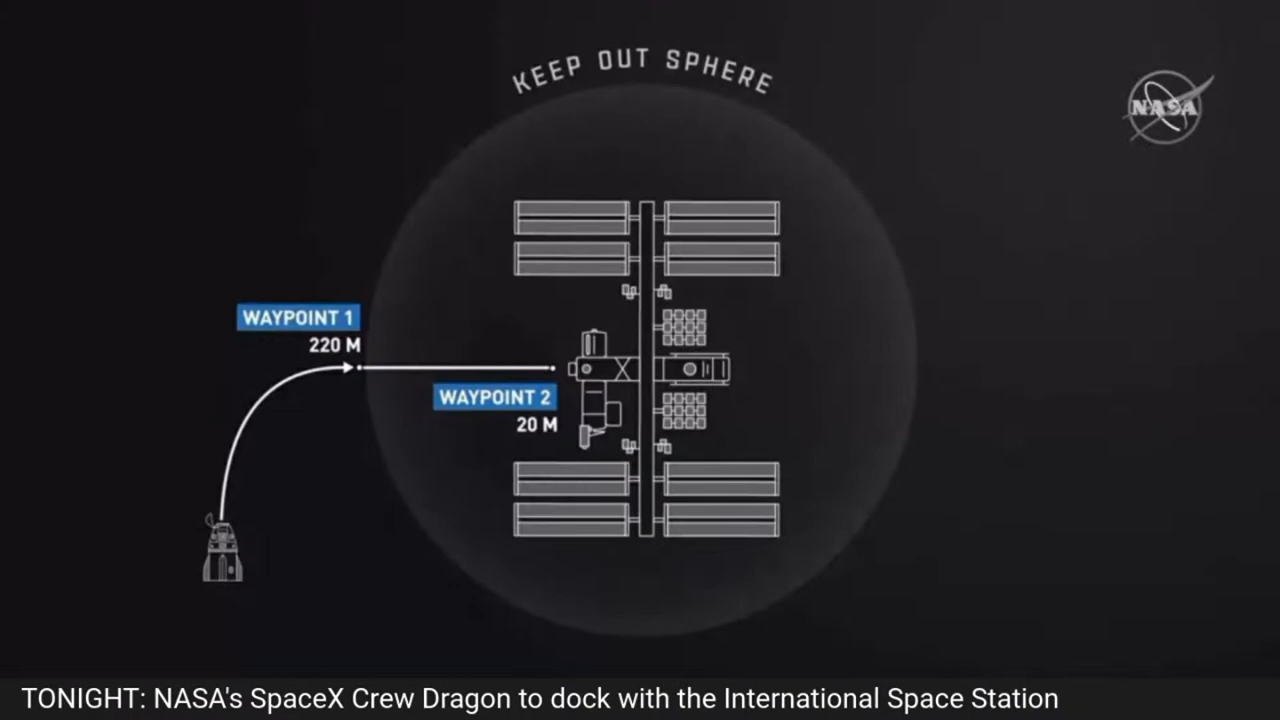 KEEP OUT SPHERE
NASA
WAYPOINT 1
220 M
WAYPOINT 2
20 M
TONIGHT: NASA's SpaceX Crew Dragon to dock with the International Space Station